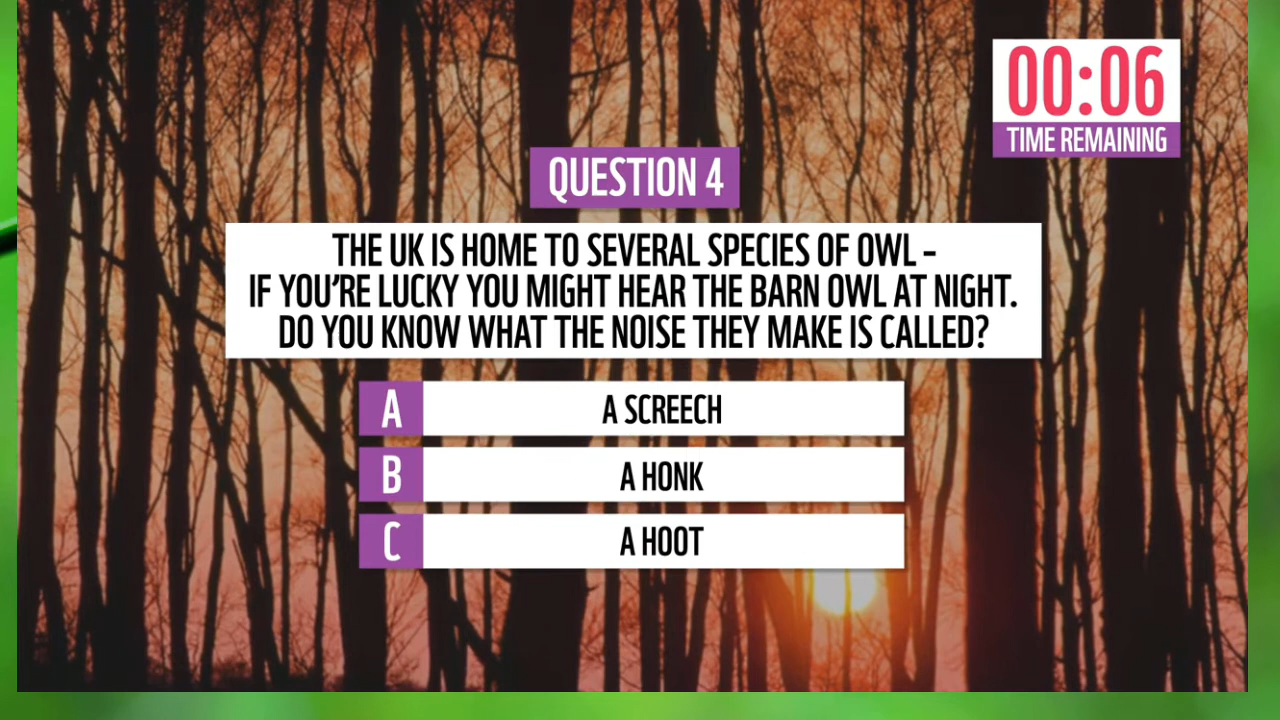 00:06
TIME REMAINING
QUESTION 4
THE UK IS HOME TO SEVERAL SPECIES OF OWL –
IF YOU'RE LUCKY YOU MIGHT HEAR THE BARN OWL AT NIGHT.
DO YOU KNOW WHAT THE NOISE THEY MAKE IS CALLED?
A A SCREECH
B A HONK
C A HOOT